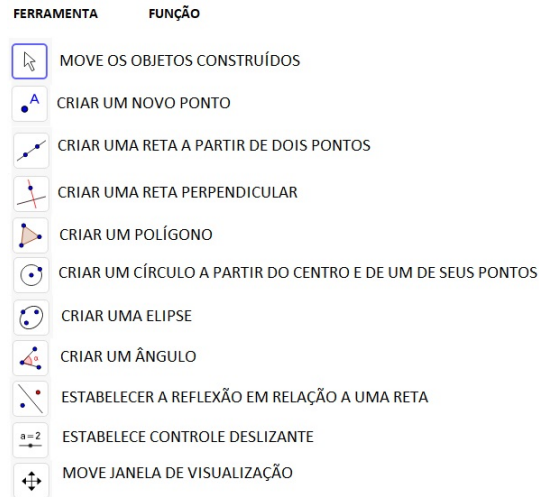 FERRAMENTA FUNÇÃO
MOVE OS OBJETOS CONSTRUÍDOS
A CRIAR UM NOVO PONTO
CRIAR UMA RETA A PARTIR DE DOIS PONTOS
CRIAR UMA RETA PERPENDICULAR
CRIAR UM POLÍGONO
CRIAR UM CÍRCULO A PARTIR DO CENTRO E DE UM DE SEUS PONTOS
CRIAR UMA ELIPSE
α CRIAR UM ÂNGULO
ESTABELECER A REFLEXÃO EM RELAÇÃO A UMA RETA
a=2 ESTABELECE CONTROLE DESLIZANTE
MOVE JANELA DE VISUALIZAÇÃO